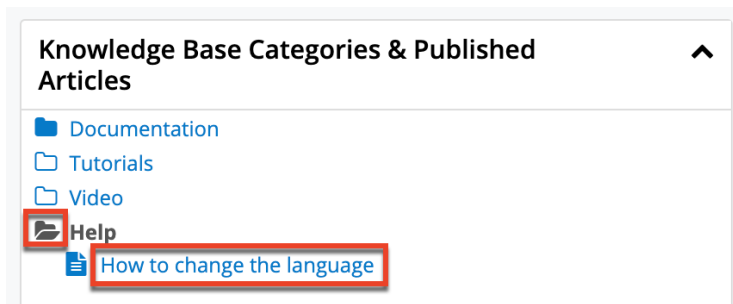 Knowledge Base Categories & Published
Articles
Documentation
Tutorials
Video
Help
How to change the language